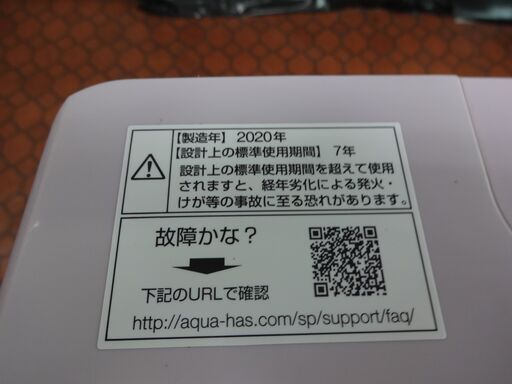 【製造年】 2020年
【設計上の標準使用期間】 7年
設計上の標準使用期間を超えて使用
されますと、経年劣化による発火・
けが等の事故に至る恐れがあります。
故障かな？
下記のURLで確認
http://aqua-has.com/sp/support/faq/